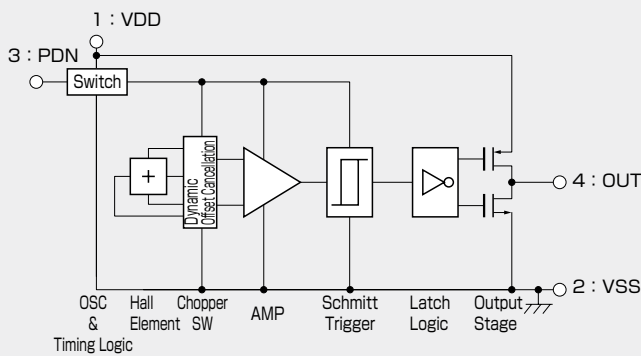 1 : VDD
3 : PDN
Switch
Dynamic
Offset Cancellation
4 : OUT
2 : VSS
OSC
&
Timing Logic
Hall
Element
Chopper
SW
AMP
Schmitt
Trigger
Latch
Logic
Output
Stage